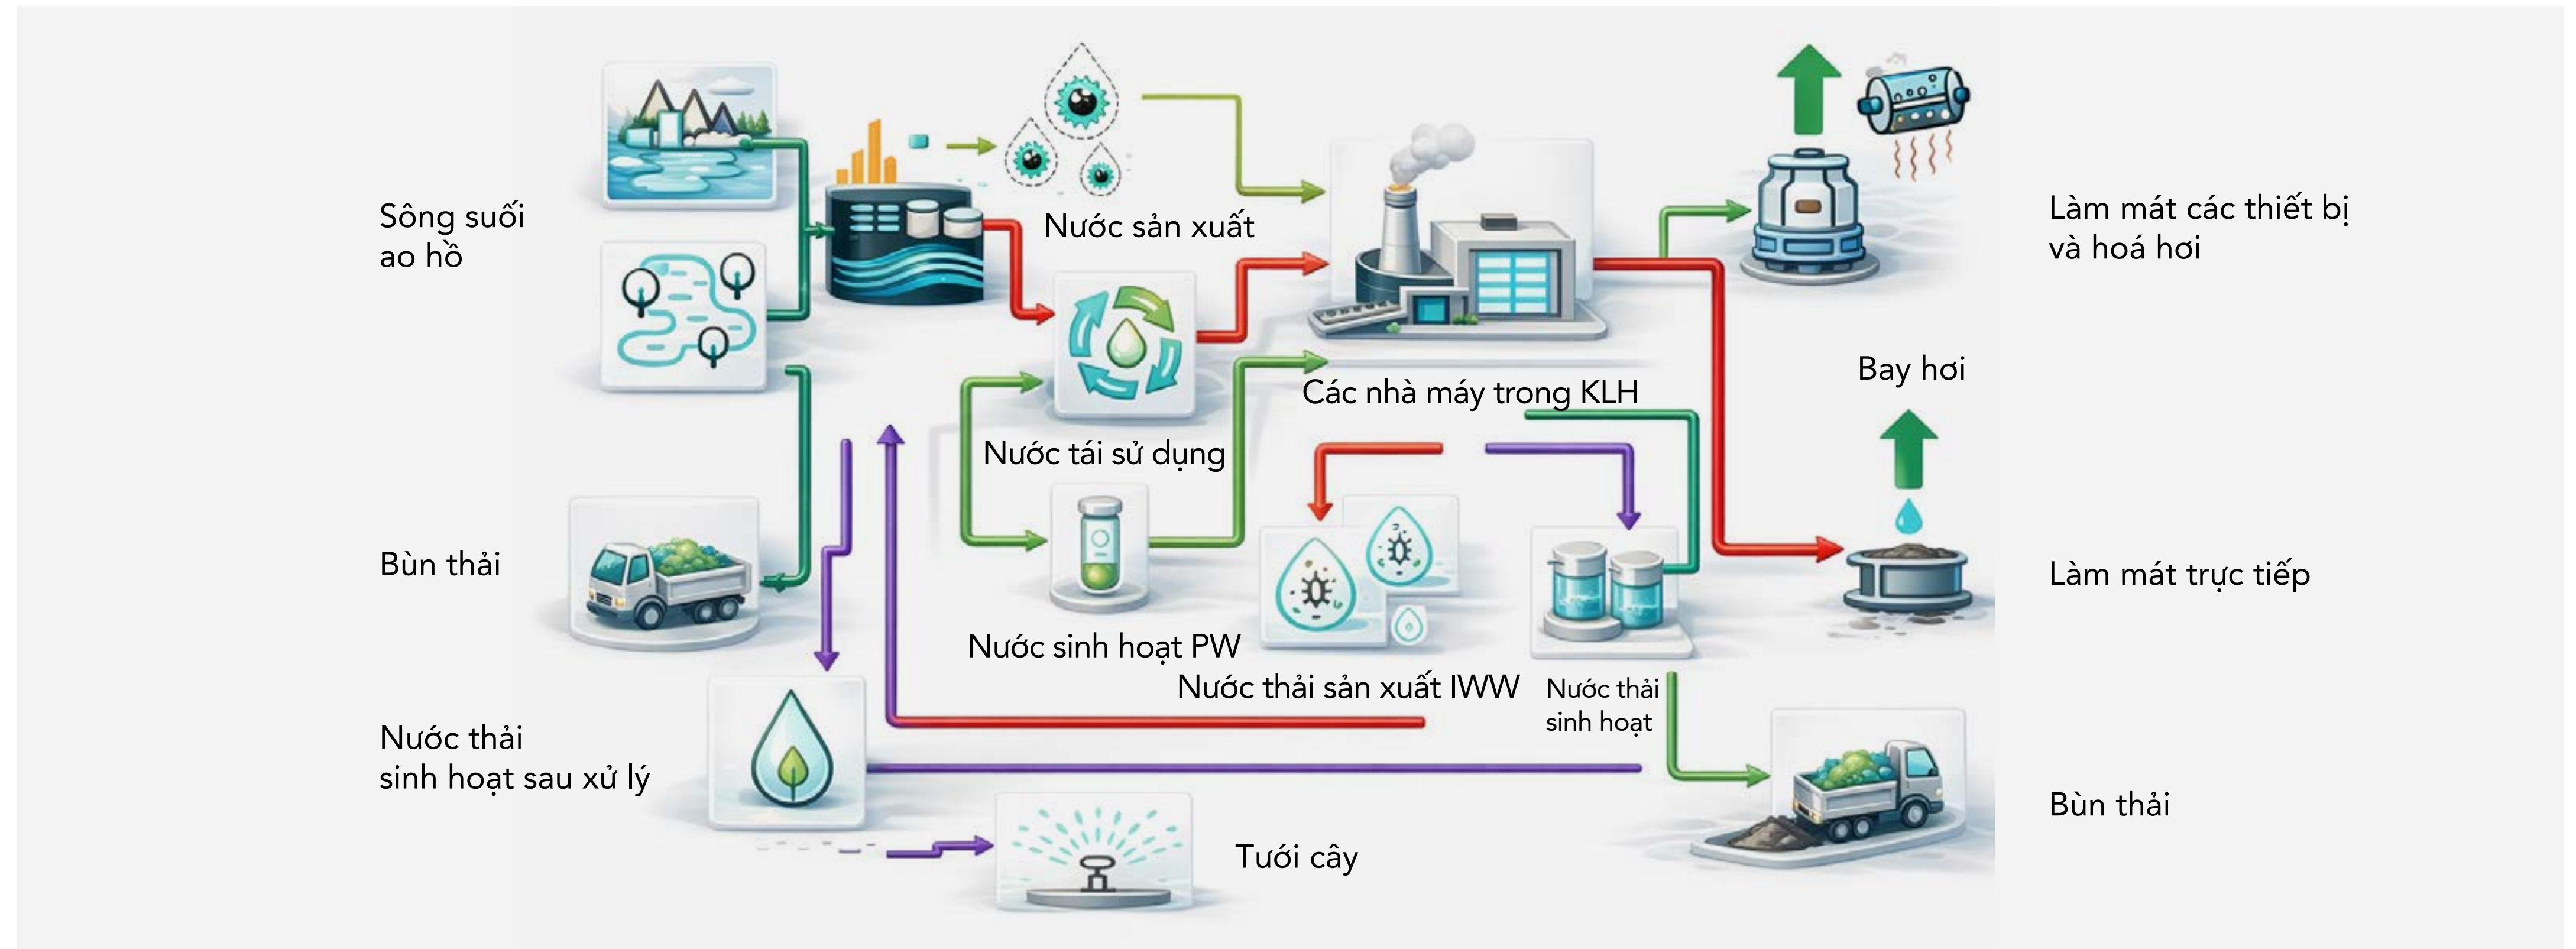 Sông suối
ao hồ
Nước sản xuất
Làm mát các thiết bị
và hoá hơi
Bay hơi
Các nhà máy trong KLH
Nước tái sử dụng
Bùn thải
Làm mát trực tiếp
Nước sinh hoạt PW
Nước thải sản xuất IWW
Nước thải
sinh hoạt
Nước thải
sinh hoạt sau xử lý
Bùn thải
Tưới cây